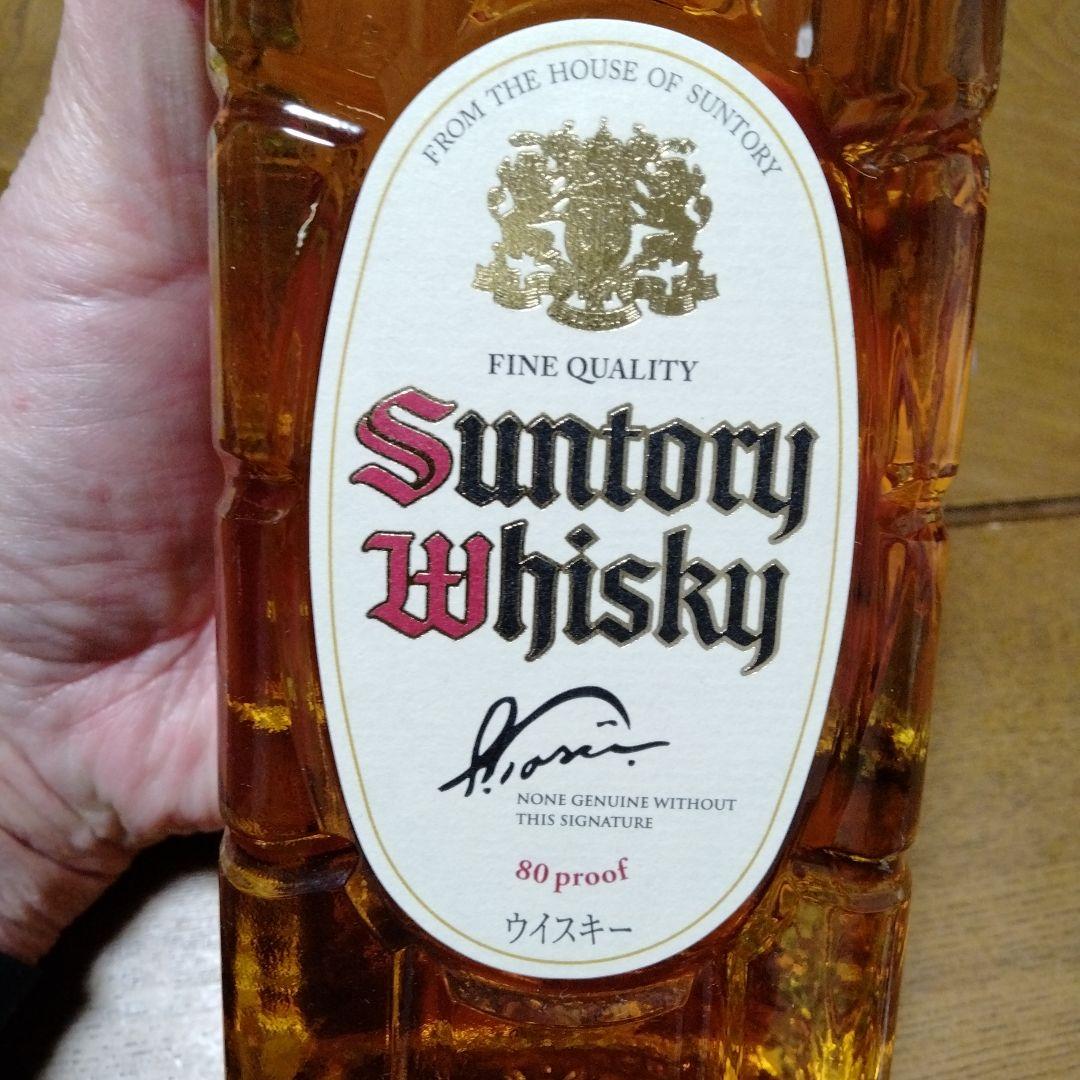 FROM THE HOUSE OF SUNTORY
FINE QUALITY
Suntory
Whisky
NONE GENUINE WITHOUT
THIS SIGNATURE
80 proof
ウイスキー